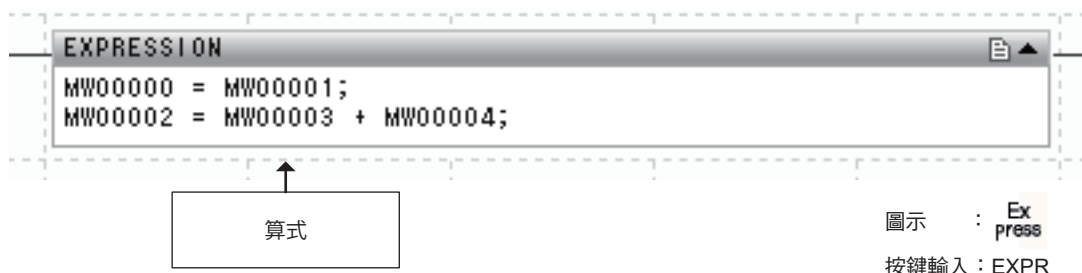 EXPRESSION
MW00000 = MW00001;
MW00002 = MW00003 + MW00004;
算式
圖示 : Ex press
按鍵輸入：EXPR